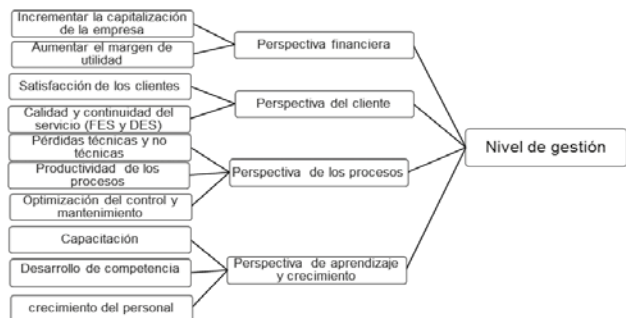 Incrementar la capitalización
de la empresa
Aumentar el margen de
utilidad
Perspectiva financiera
Satisfacción de los clientes
Calidad y continuidad del
servicio (FES y DES)
Perspectiva del cliente
Pérdidas técnicas y no
técnicas
Productividad de los
procesos
Optimización del control y
mantenimiento
Perspectiva de los procesos
Capacitación
Desarrollo de competencia
crecimiento del personal
Perspectiva de aprendizaje
y crecimiento
Nivel de gestión